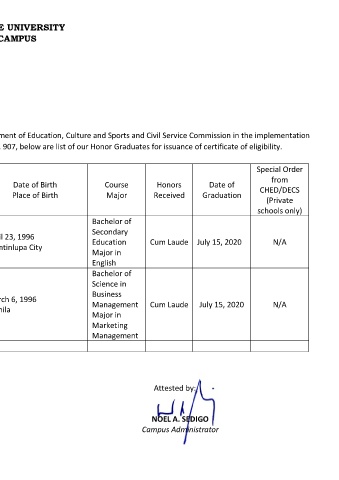 E UNIVERSITY
CAMPUS
ment of Education, Culture and Sports and Civil Service Commission in the implementation
907, below are list of our Honor Graduates for issuance of certificate of eligibility.
Date of Birth
Place of Birth
Course
Major
Honors
Received
Date of
Graduation
Special Order
from
CHED/DECS
(Private
schools only)
il 23, 1996
ntinlupa City
Bachelor of
Secondary
Education
Major in
English
Cum Laude
July 15, 2020
N/A
rch 6, 1996
nila
Bachelor of
Science in
Business
Management
Major in
Marketing
Management
Cum Laude
July 15, 2020
N/A
Attested by:
NOEL A. SEDIGO
Campus Administrator